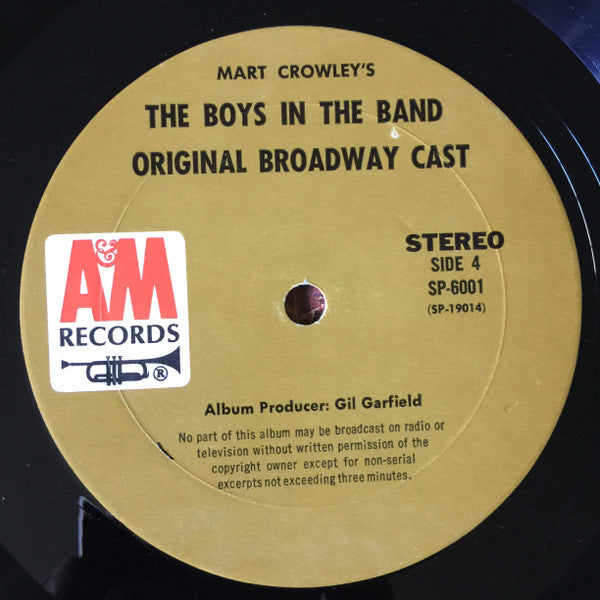 MART CROWLEY'S
THE BOYS IN THE BAND
ORIGINAL BROADWAY CAST
A&M
RECORDS
®
STEREO
SIDE 4
SP-6001
(SP-19014)
Album Producer: Gil Garfield
No part of this album may be broadcast on radio or
television without written permission of the
copyright owner except for non-serial
excerpts not exceeding three minutes.